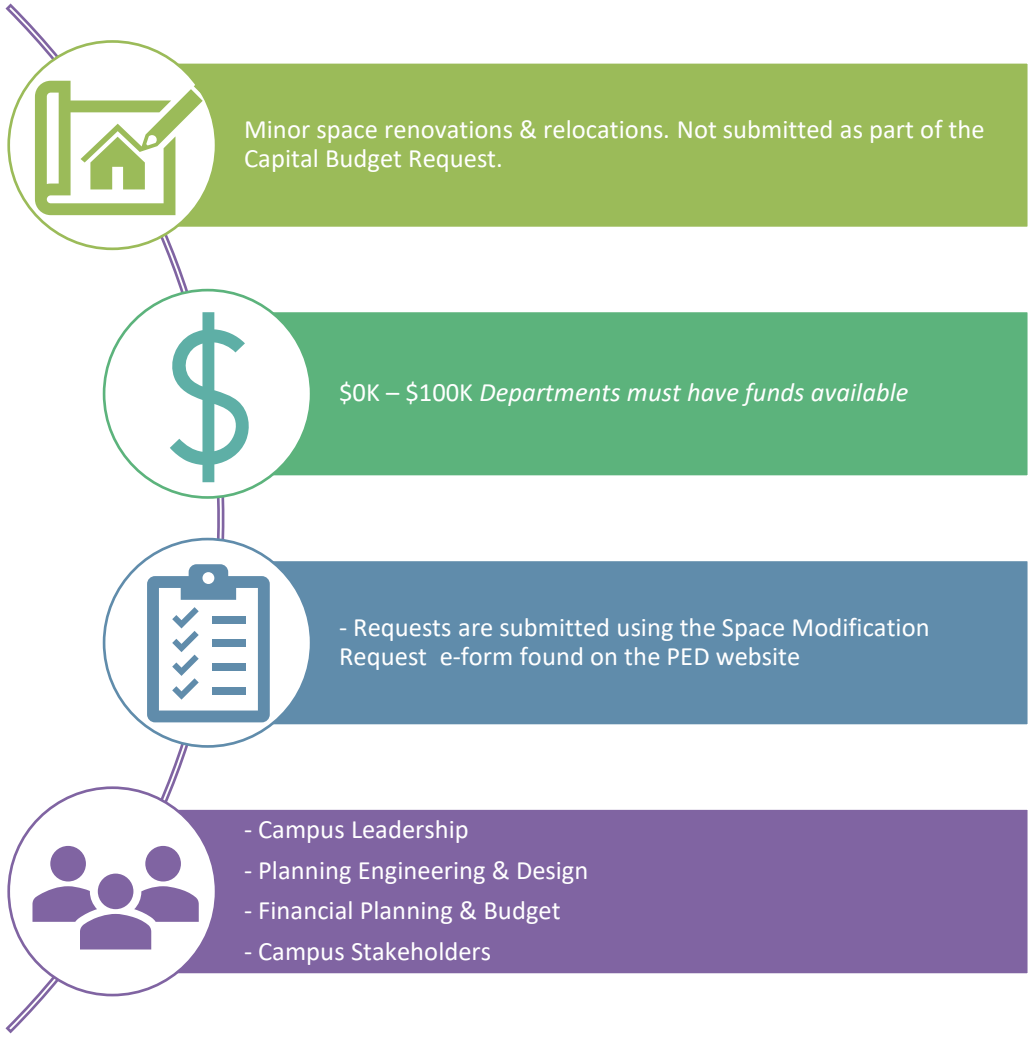 Minor space renovations & relocations. Not submitted as part of the
Capital Budget Request.
$0K – $100K Departments must have funds available
- Requests are submitted using the Space Modification
Request  e-form found on the PED website
- Campus Leadership
- Planning Engineering & Design
- Financial Planning & Budget
- Campus Stakeholders